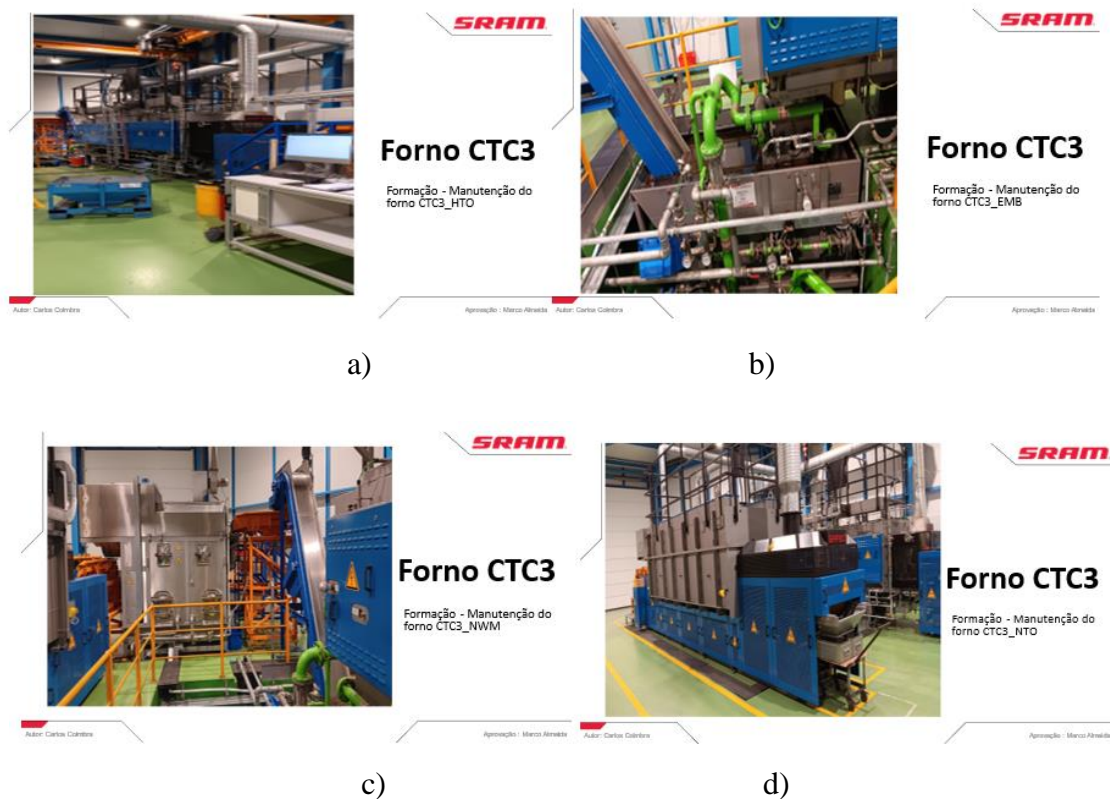 SRAM
Forno CTC3
Formação - Manutenção do
forno CTC3_HTO
Autor: Carlos Coimbra
Aprovação : Marco Almeida
SRAM
Forno CTC3
Formação - Manutenção do
forno CTC3_EMB
Autor: Carlos Coimbra
Aprovação : Marco Almeida
a)
b)
SRAM
Forno CTC3
Formação - Manutenção do
forno CTC3_NWM
Autor: Carlos Coimbra
Aprovação : Marco Almeida
SRAM
Forno CTC3
Formação - Manutenção do
forno CTC3_NTO
Autor: Carlos Coimbra
Aprovação : Marco Almeida
c)
d)